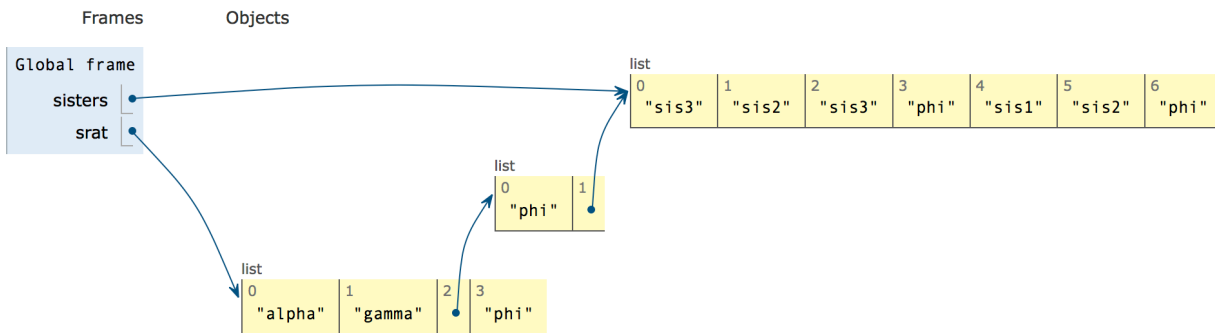 Frames Objects
Global frame
sisters
srat
list
0 1 2 3 4 5 6
"sis3" "sis2" "sis3" "phi" "sis1" "sis2" "phi"
list
0 1
"phi"
list
0 1 2 3
"alpha" "gamma" "phi"